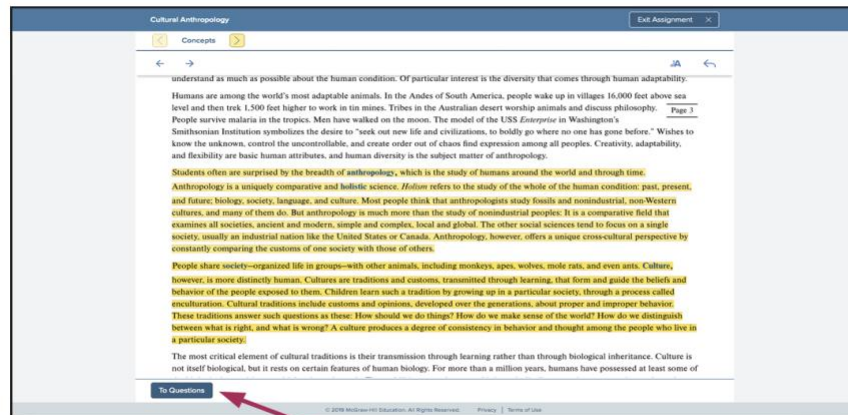 Cultural Anthropology
Exit Assignment ×
Concepts
understand as much as possible about the human condition. Of particular interest is the diversity that comes through human adaptability.
Humans are among the world's most adaptable animals. In the Andes of South America, people wake up in villages 16,000 feet above sea
level and then trek 1,500 feet higher to work in tin mines. Tribes in the Australian desert worship animals and discuss philosophy.
Page 3
People survive malaria in the tropics. Men have walked on the moon. The model of the USS Enterprise in Washington's
Smithsonian Institution symbolizes the desire to "seek out new life and civilizations, to boldly go where no one has gone before." Wishes to
know the unknown, control the uncontrollable, and create order out of chaos find expression among all peoples. Creativity, adaptability,
and flexibility are basic human attributes, and human diversity is the subject matter of anthropology.
Students often are surprised by the breadth of anthropology, which is the study of humans around the world and through time.
Anthropology is a uniquely comparative and holistic science. Holism refers to the study of the whole of the human condition: past, present,
and future; biology, society, language, and culture. Most people think that anthropologists study fossils and nonindustrial, non-Western
cultures, and many of them do. But anthropology is much more than the study of nonindustrial peoples: It is a comparative field that
examines all societies, ancient and modern, simple and complex, local and global. The other social sciences tend to focus on a single
society, usually an industrial nation like the United States or Canada. Anthropology, however, offers a unique cross-cultural perspective by
constantly comparing the customs of one society with those of others.
People share society—organized life in groups—with other animals, including monkeys, apes, wolves, mole rats, and even ants. Culture,
however, is more distinctly human. Cultures are traditions and customs, transmitted through learning, that form and guide the beliefs and
behavior of the people exposed to them. Children learn such a tradition by growing up in a particular society, through a process called
enculturation. Cultural traditions include customs and opinions, developed over the generations, about proper and improper behavior.
These traditions answer such questions as these: How should we do things? How do we make sense of the world? How do we distinguish
between what is right, and what is wrong? A culture produces a degree of consistency in behavior and thought among the people who live in
a particular society.
The most critical element of cultural traditions is their transmission through learning rather than through biological inheritance. Culture is
not itself biological, but it rests on certain features of human biology. For more than a million years, humans have possessed at least some of
To Questions
© 2019 McGraw-Hill Education. All Rights Reserved. Privacy | Terms of Use